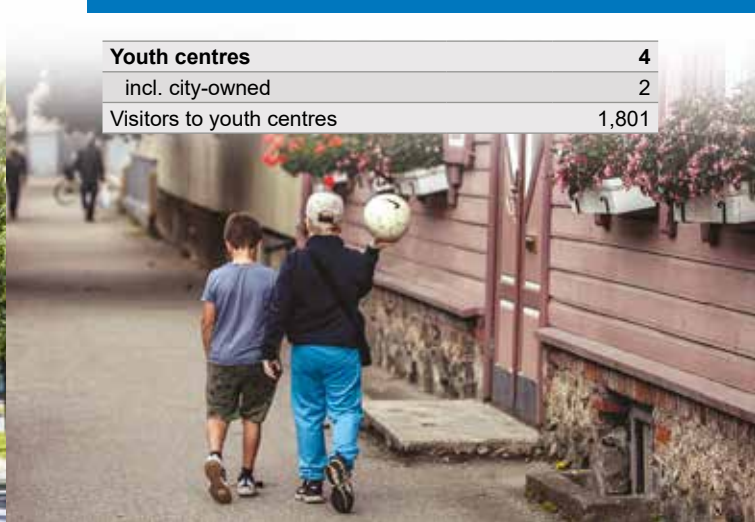 Youth centres 4
incl. city-owned 2
Visitors to youth centres 1,801